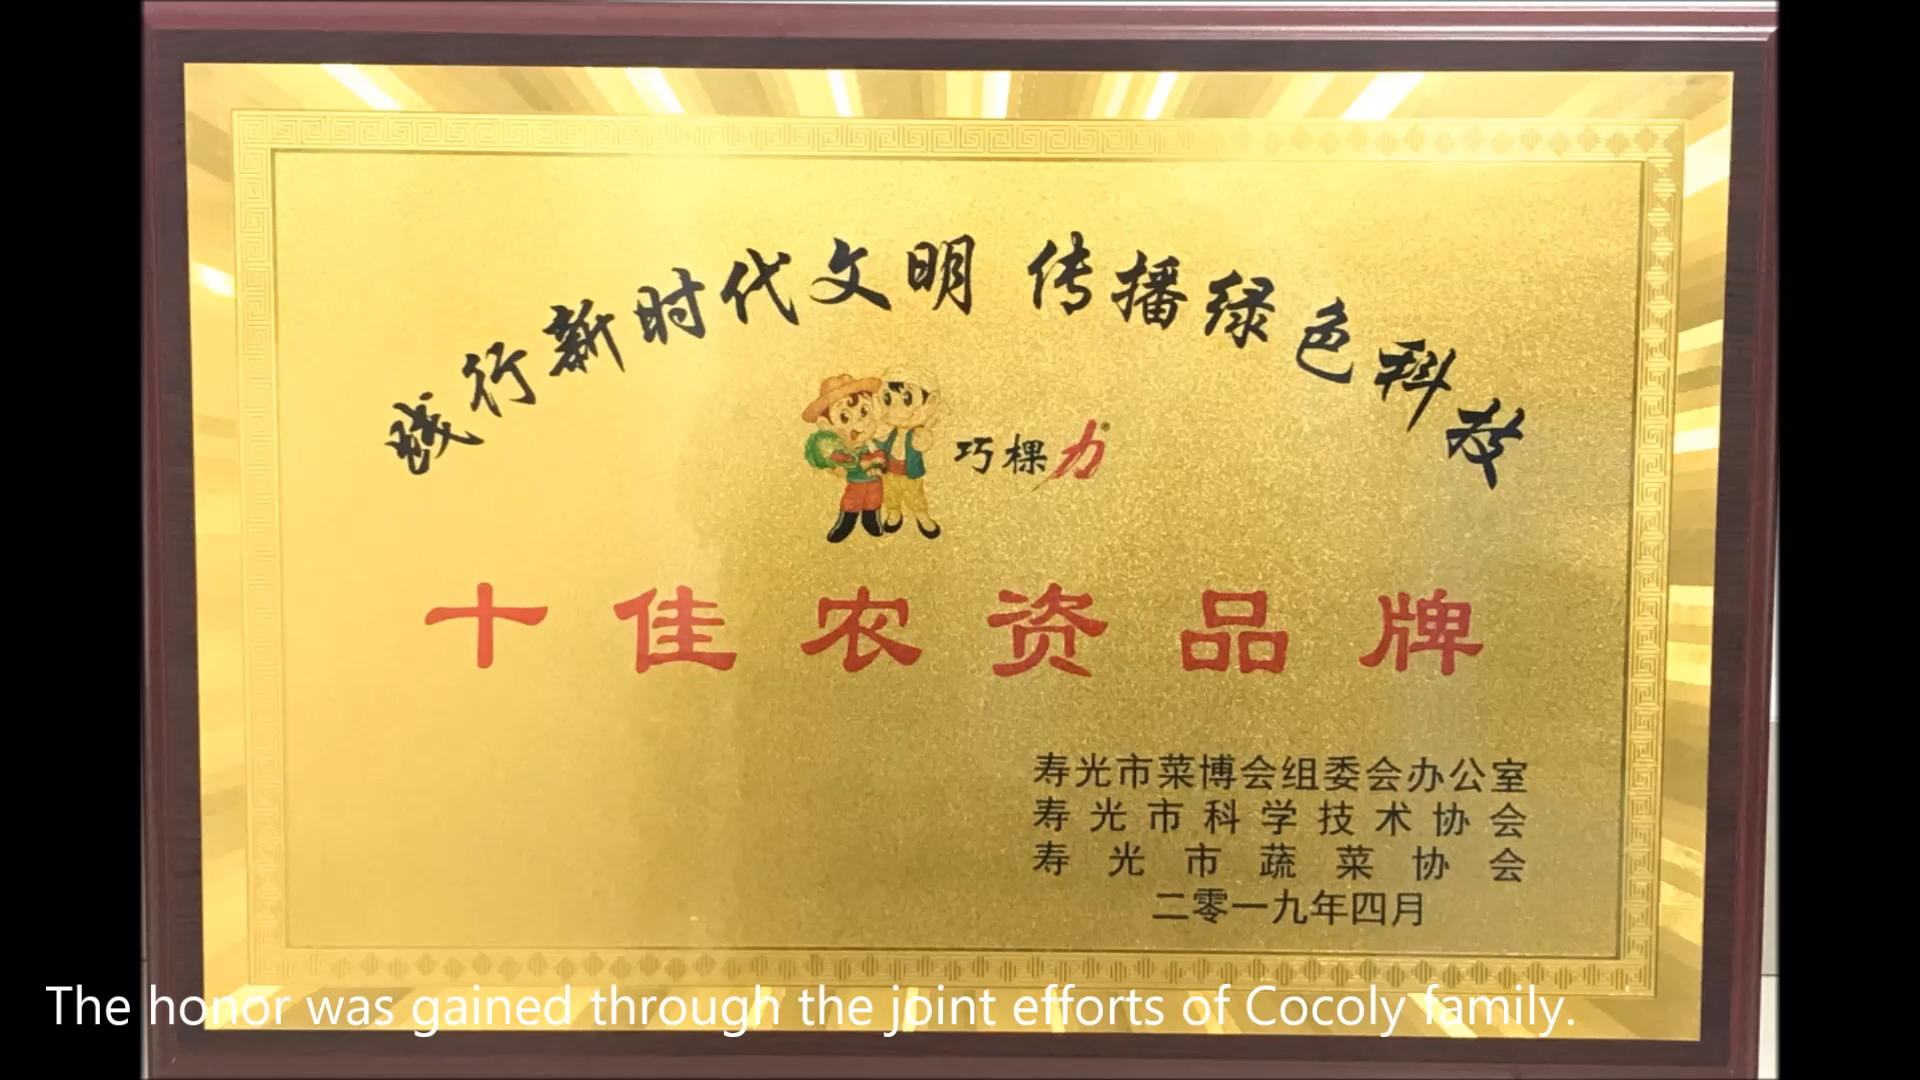 践行新时代文明 传播绿色科技
巧棵力®
十佳农资品牌
寿光市菜博会组委会办公室
寿光市科学技术协会
寿光市蔬菜协会
二零一九年四月
The honor was gained through the joint efforts of Cocoly family.